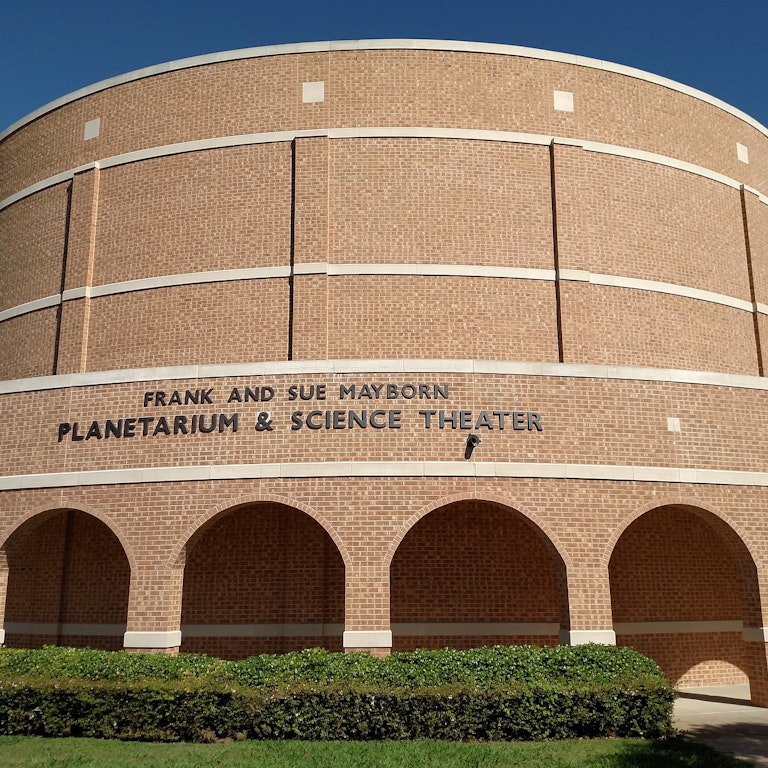 FRANK AND SUE MAYBORN
PLANETARIUM & SCIENCE THEATER